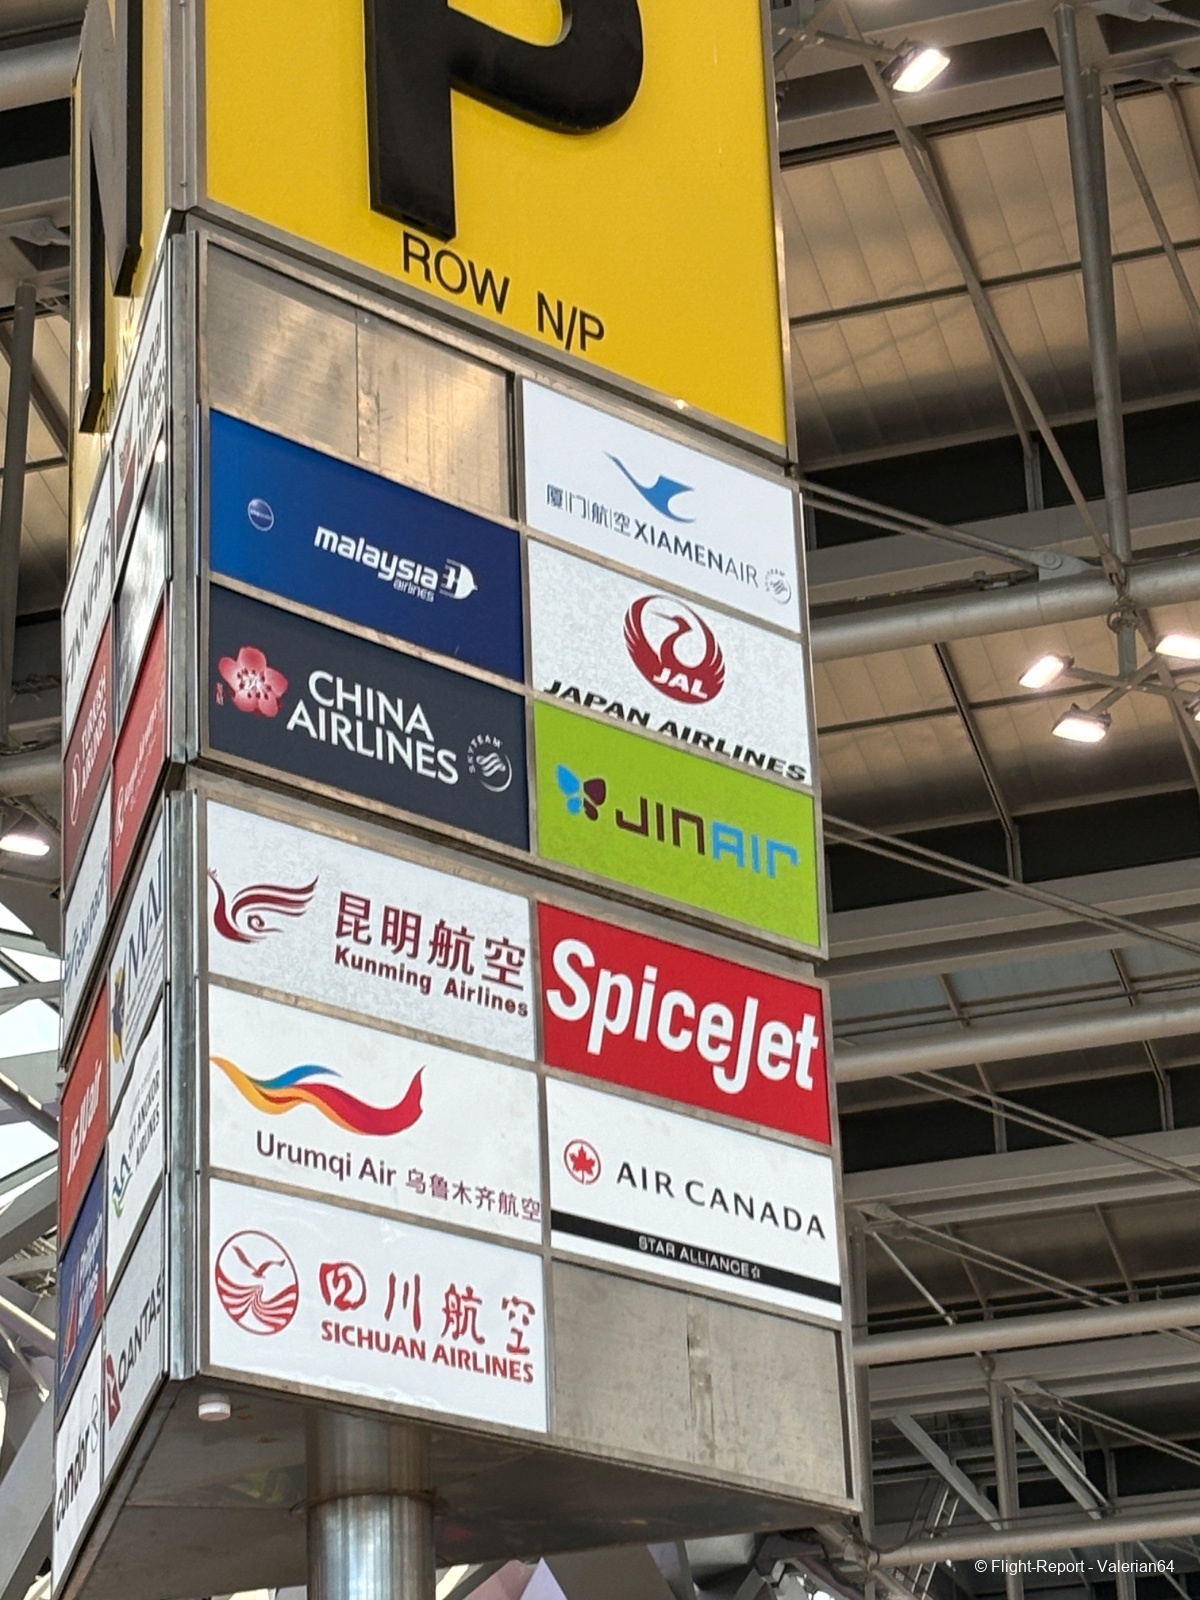 N
P
ROW N/P
malaysia
airlines
厦门航空 XIAMENAIR
JAL
JAPAN AIRLINES
CHINA
AIRLINES
SKYTEAM
JINAIR
昆明航空
Kunming Airlines
SpiceJet
Urumqi Air 乌鲁木齐航空
AIR CANADA
STAR ALLIANCE
四川航空
SICHUAN AIRLINES
QANTAS
condor
© Flight-Report - Valerian64